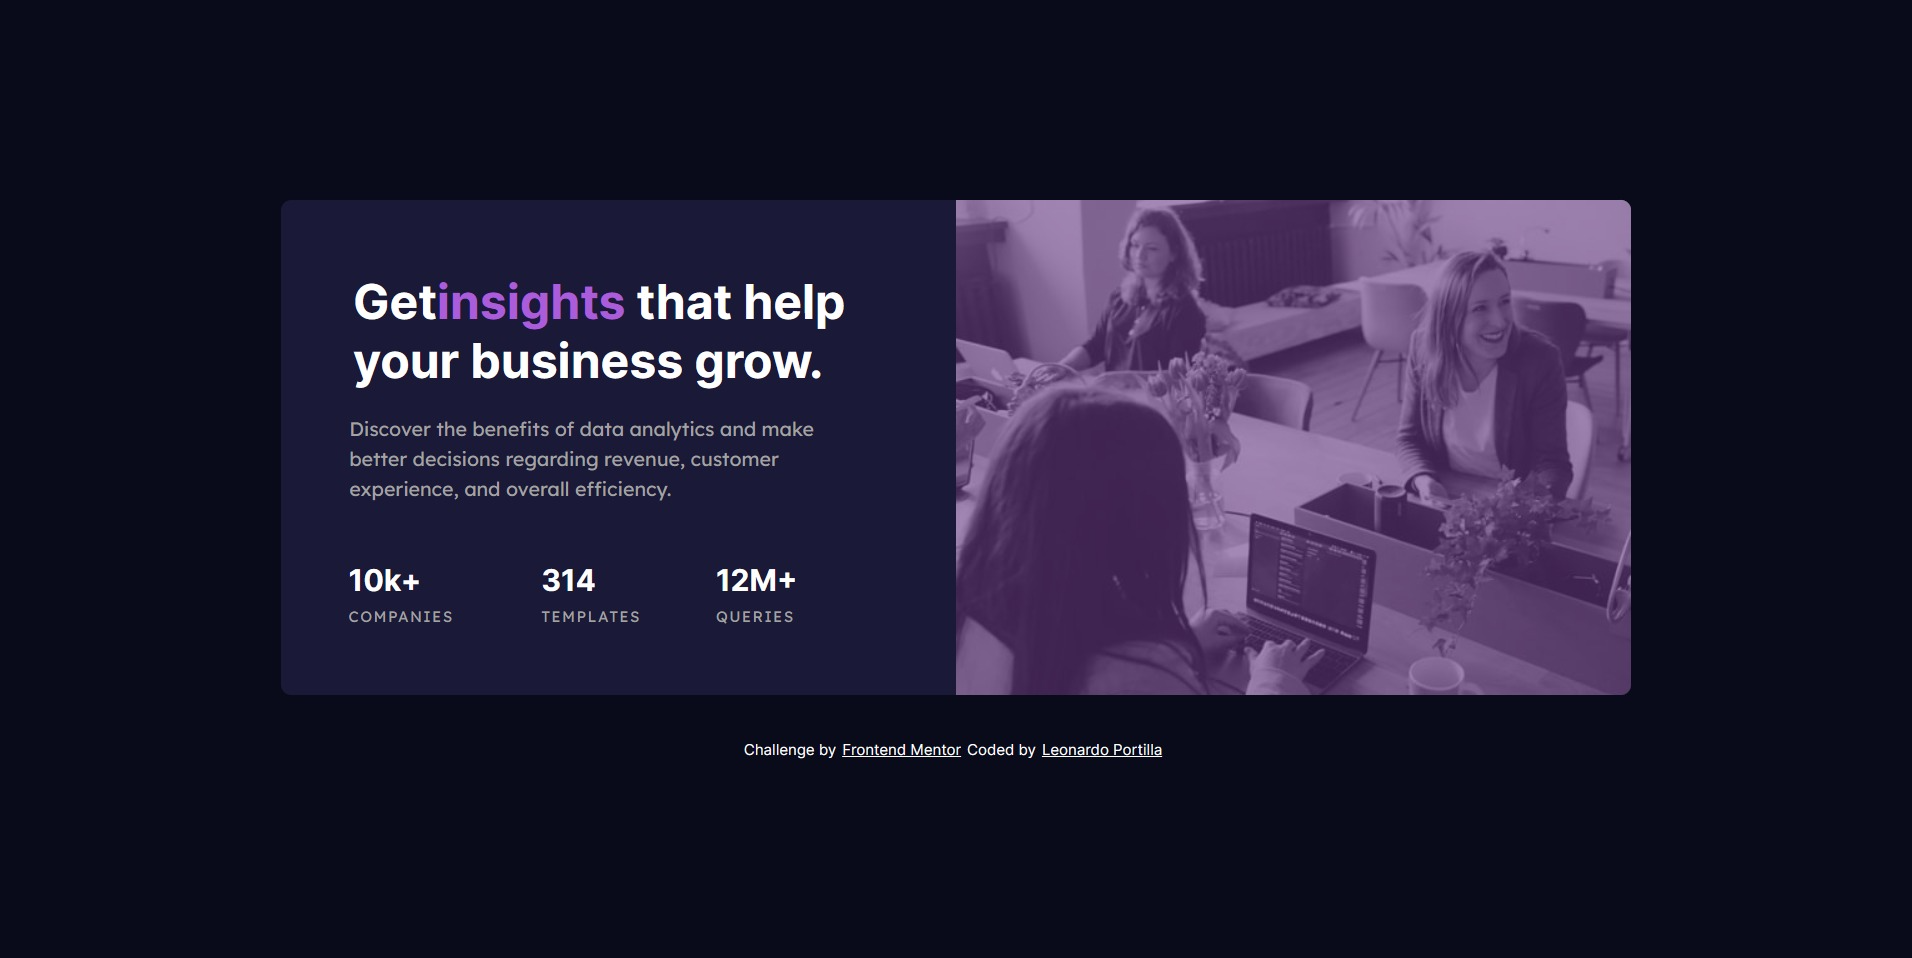 Getinsights that help
your business grow.
Discover the benefits of data analytics and make
better decisions regarding revenue, customer
experience, and overall efficiency.
10k+ 314 12M+
COMPANIES TEMPLATES QUERIES
Challenge by Frontend Mentor Coded by Leonardo Portilla